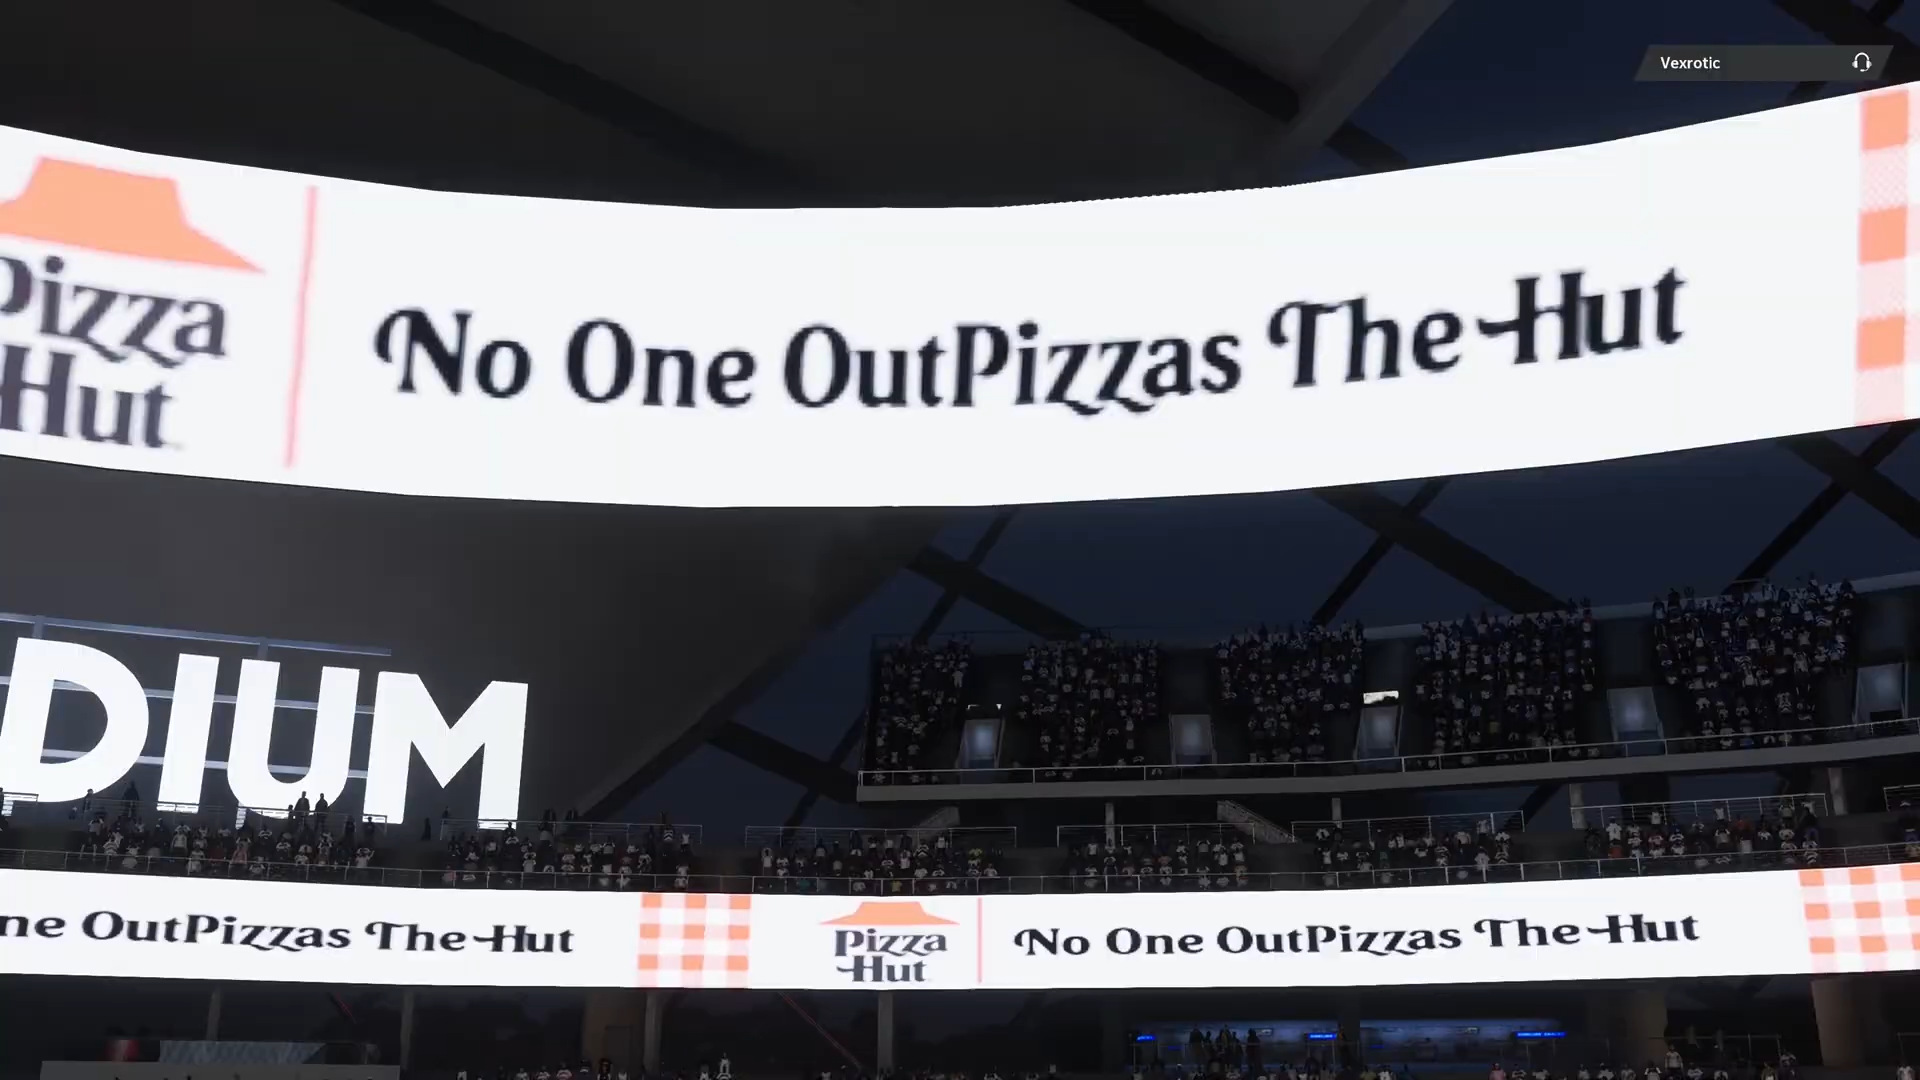 Vexrotic
Pizza
Hut
No One OutPizzas The Hut
DIUM
ne OutPizzas The Hut
Pizza
Hut
No One OutPizzas The Hut